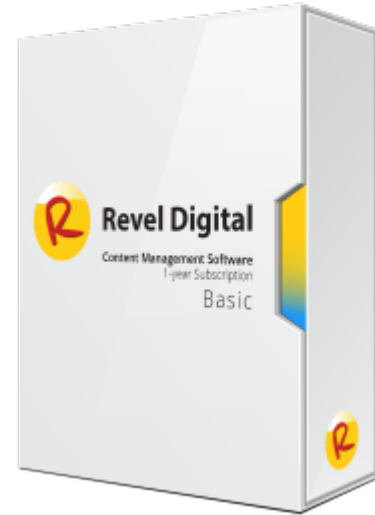 R
Revel Digital
Content Management Software
1-year Subscription
Basic
R